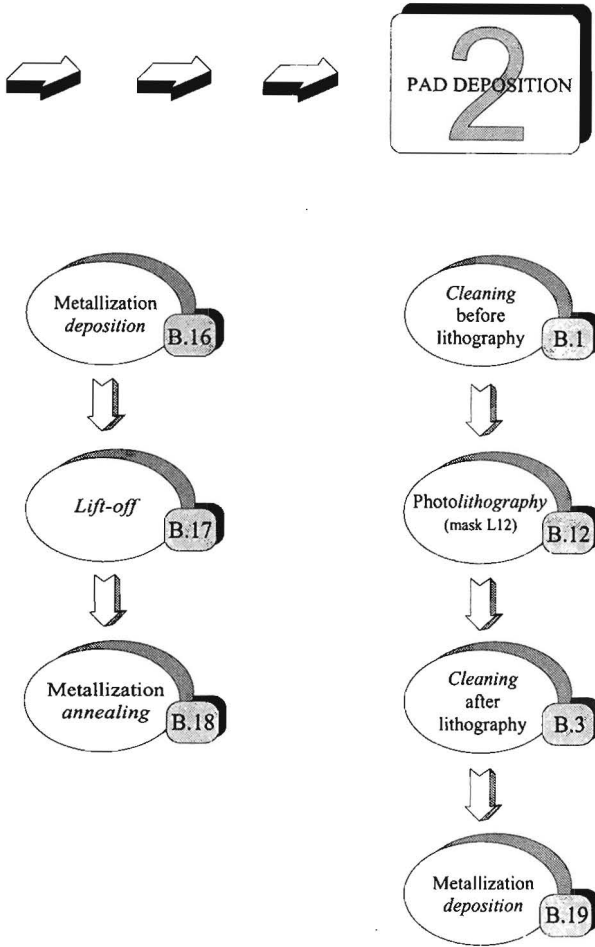 2
PAD DEPOSITION
Metallization
deposition
B.16
Lift-off
B.17
Metallization
annealing
B.18
Cleaning
before
lithography
B.1
Photolithography
(mask L12)
B.12
Cleaning
after
lithography
B.3
Metallization
deposition
B.19